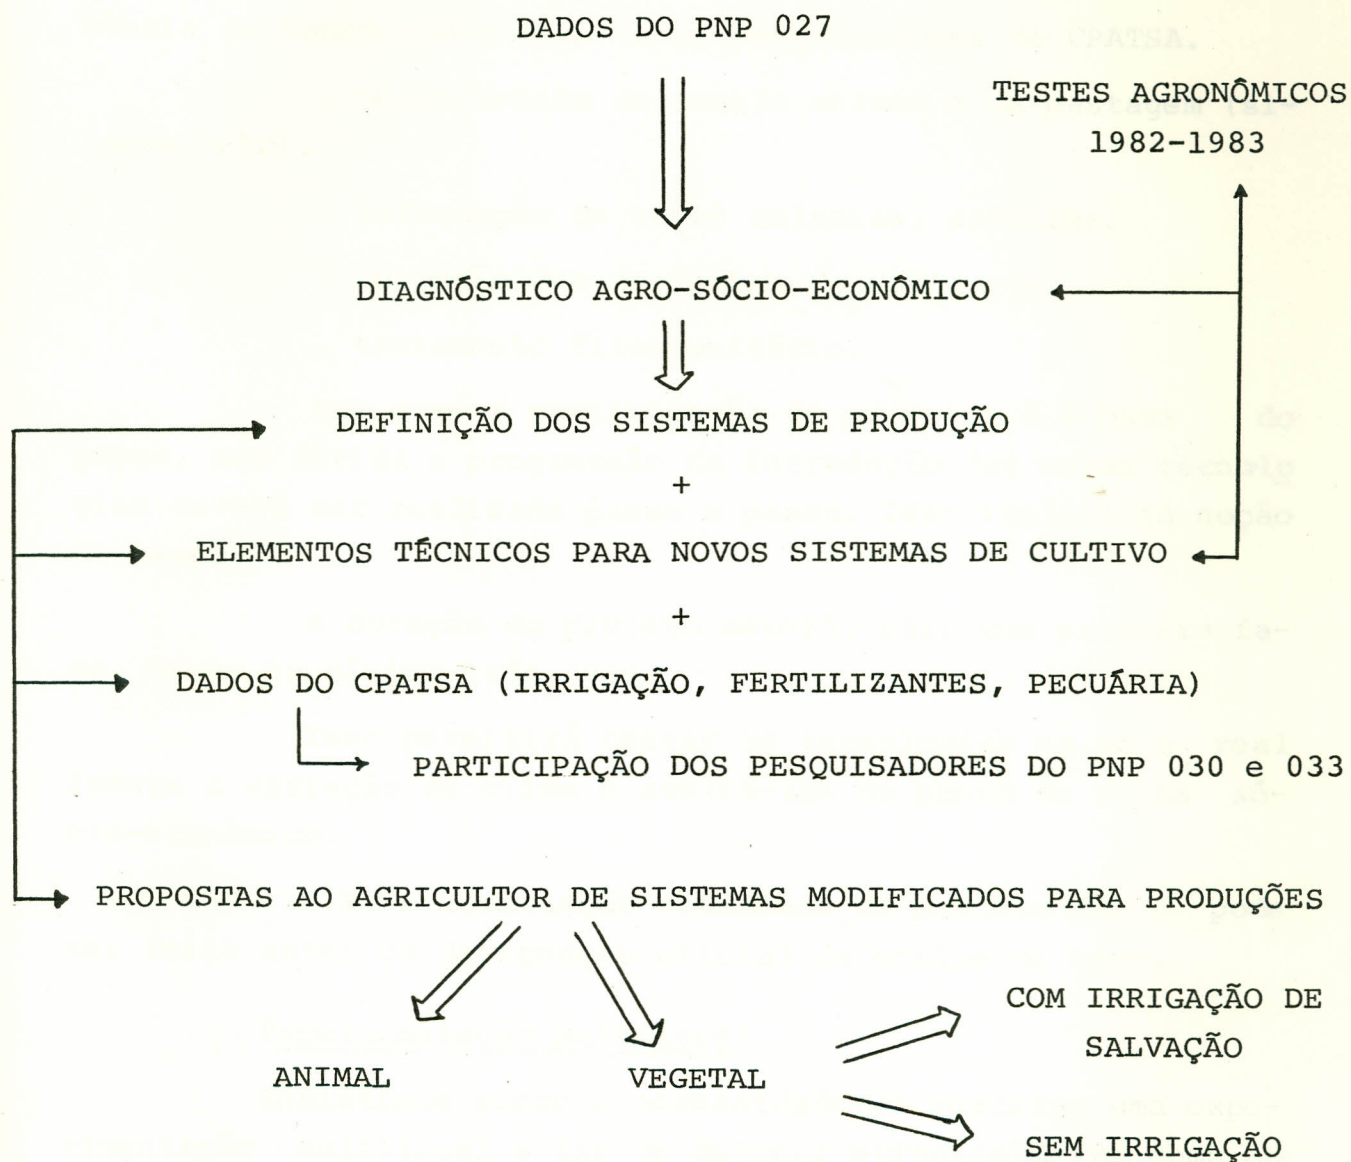 DADOS DO PNP 027
TESTES AGRONÔMICOS
1982-1983
DIAGNÓSTICO AGRO-SÓCIO-ECONÔMICO
DEFINIÇÃO DOS SISTEMAS DE PRODUÇÃO
+
ELEMENTOS TÉCNICOS PARA NOVOS SISTEMAS DE CULTIVO
+
DADOS DO CPATSA (IRRIGAÇÃO, FERTILIZANTES, PECUÁRIA)
PARTICIPAÇÃO DOS PESQUISADORES DO PNP 030 e 033
PROPOSTAS AO AGRICULTOR DE SISTEMAS MODIFICADOS PARA PRODUÇÕES
COM IRRIGAÇÃO DE
SALVAÇÃO
ANIMAL
VEGETAL
SEM IRRIGAÇÃO